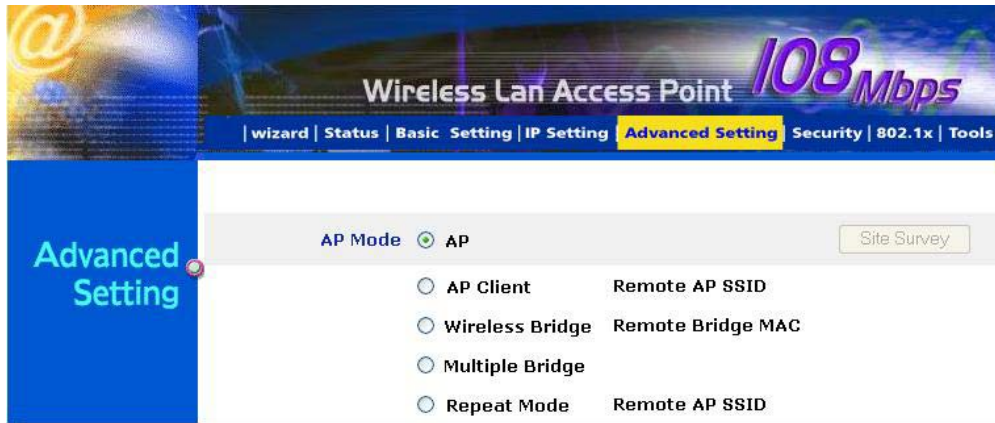 @
Wireless Lan Access Point 108Mbps
| wizard | Status | Basic Setting | IP Setting | Advanced Setting | Security | 802.1x | Tools
Advanced
Setting
AP Mode AP Site Survey
AP Client Remote AP SSID
Wireless Bridge Remote Bridge MAC
Multiple Bridge
Repeat Mode Remote AP SSID